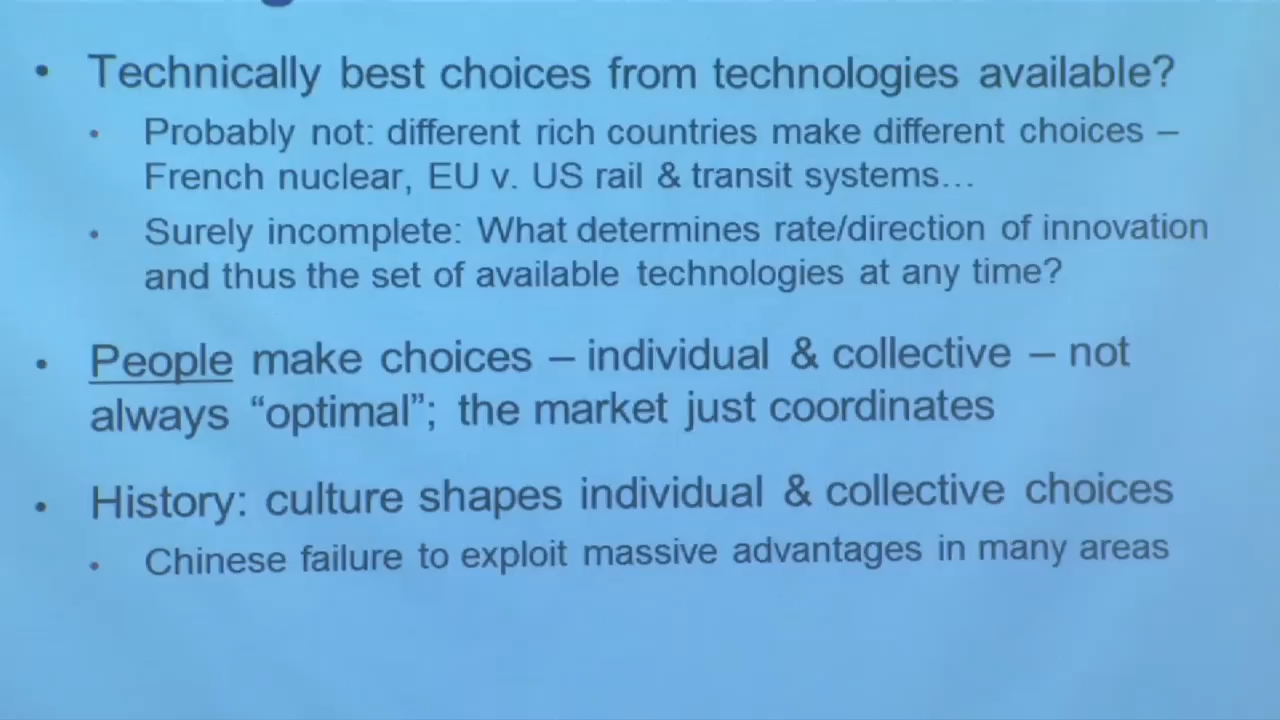 • Technically best choices from technologies available?
• Probably not: different rich countries make different choices –
French nuclear, EU v. US rail & transit systems…
• Surely incomplete: What determines rate/direction of innovation
and thus the set of available technologies at any time?
• People make choices – individual & collective – not
always “optimal”; the market just coordinates
• History: culture shapes individual & collective choices
• Chinese failure to exploit massive advantages in many areas